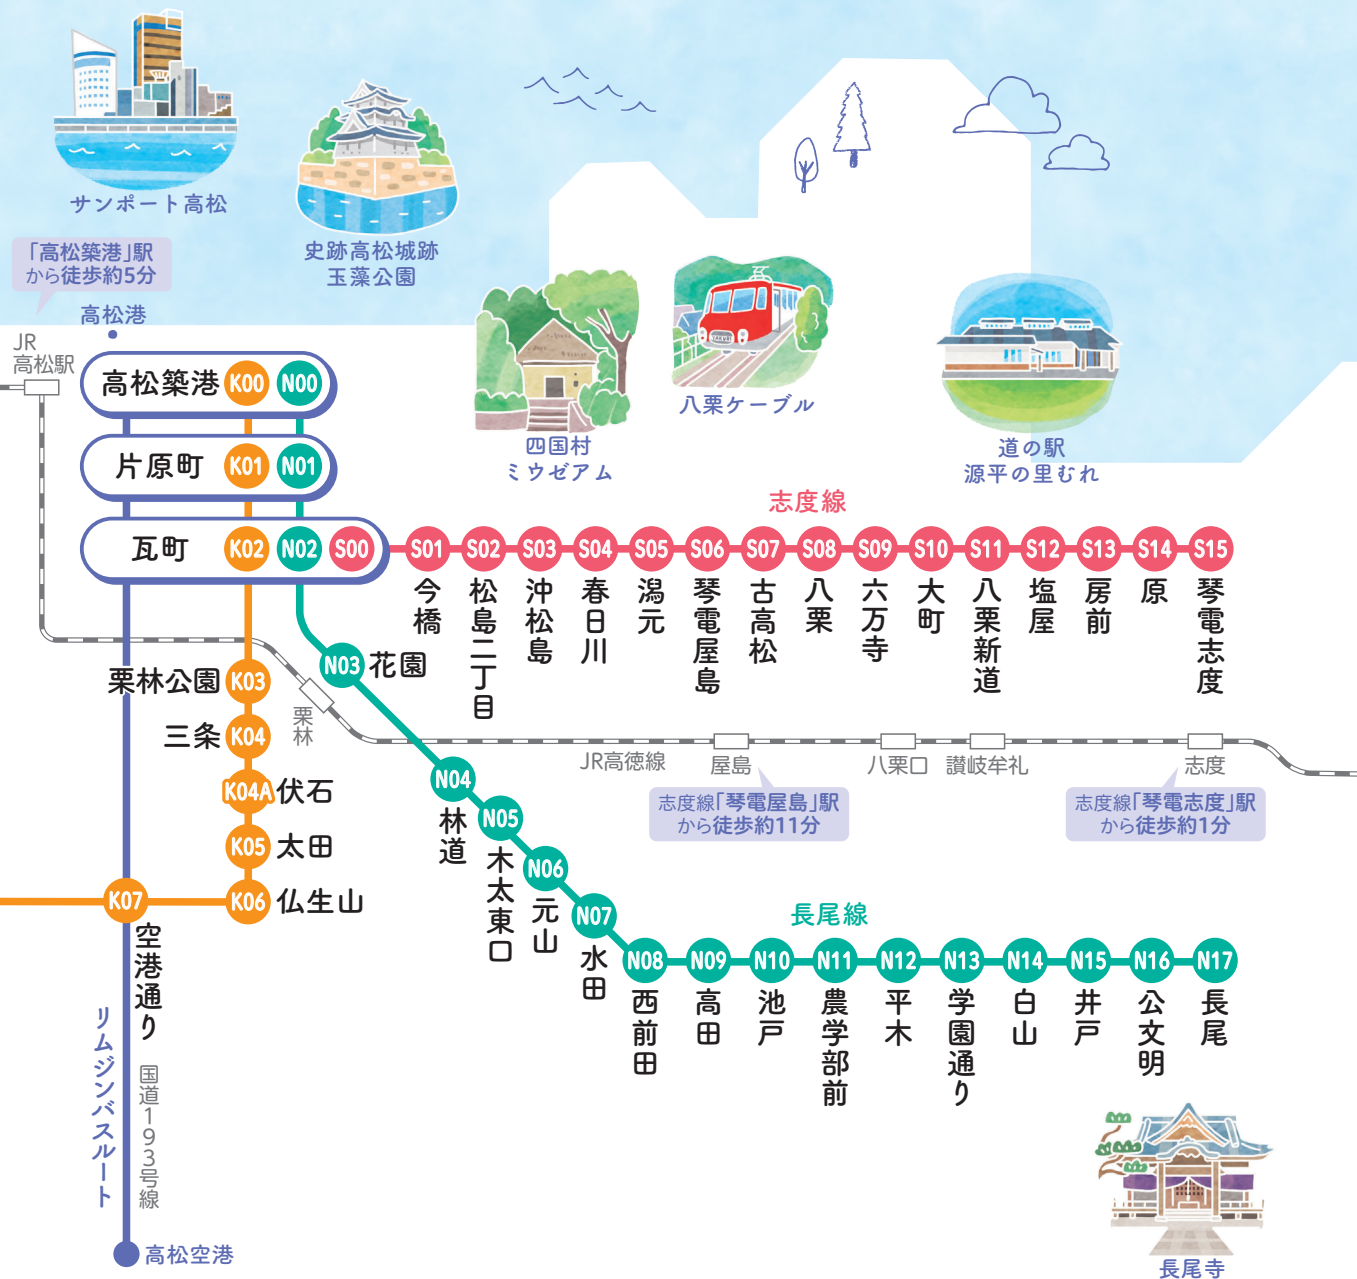 サンポート高松
史跡高松城跡
玉藻公園
「高松築港」駅
から徒歩約5分
高松港
JR
高松駅
高松築港 K00 N00
片原町 K01 N01
瓦町 K02 N02 S00
四国村
ミウゼアム
八栗ケーブル
道の駅
源平の里むれ
志度線
S01 今橋
S02 松島二丁目
S03 沖松島
S04 春日川
S05 潟元
S06 琴電屋島
S07 古高松
S08 八栗
S09 六万寺
S10 大町
S11 八栗新道
S12 塩屋
S13 房前
S14 原
S15 琴電志度
栗林公園 K03
三条 K04
K04A 伏石
K05 太田
K06 仏生山
K07 空港通り
栗林
JR高徳線
屋島
八栗口
讃岐牟礼
志度
志度線「琴電屋島」駅
から徒歩約11分
志度線「琴電志度」駅
から徒歩約1分
N03 花園
N04 林道
N05 木太東口
N06 元山
N07 水田
長尾線
N08 西前田
N09 高田
N10 池戸
N11 農学部前
N12 平木
N13 学園通り
N14 白山
N15 井戸
N16 公文明
N17 長尾
リムジンバスルート
国道193号線
高松空港
長尾寺